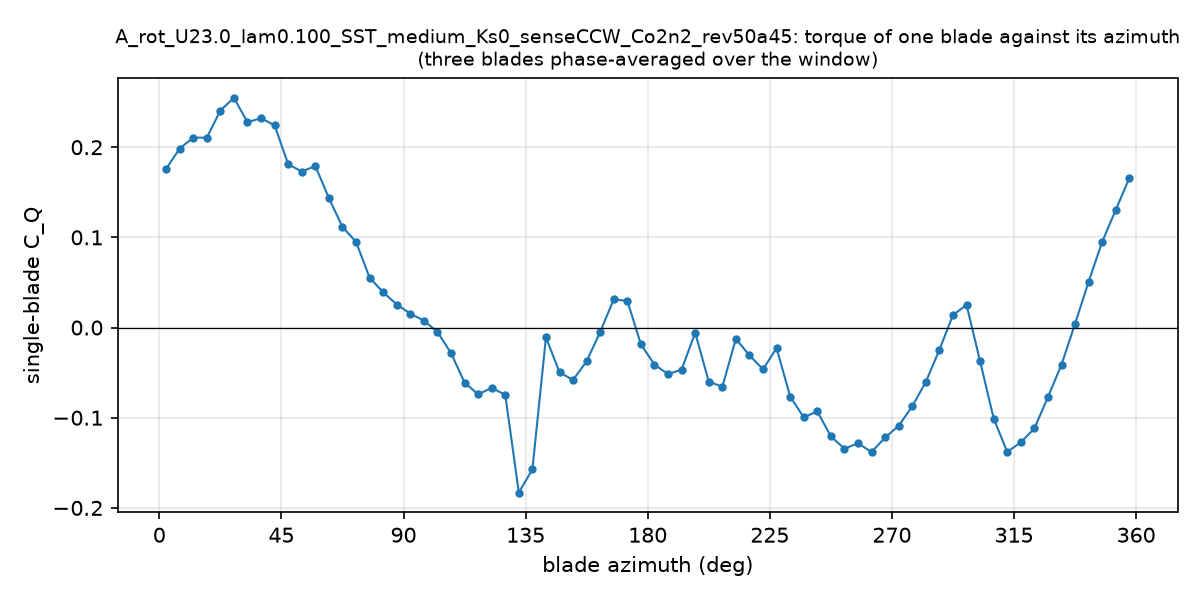 A_rot_U23.0_lam0.100_SST_medium_Ks0_senseCCW_Co2n2_rev50a45: torque of one blade against its azimuth
(three blades phase-averaged over the window)
single-blade C_Q
0.2
0.1
0.0
−0.1
−0.2
0 45 90 135 180 225 270 315 360
blade azimuth (deg)